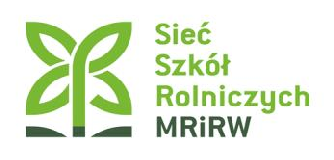 Sieć
Szkół
Rolniczych
MRiRW